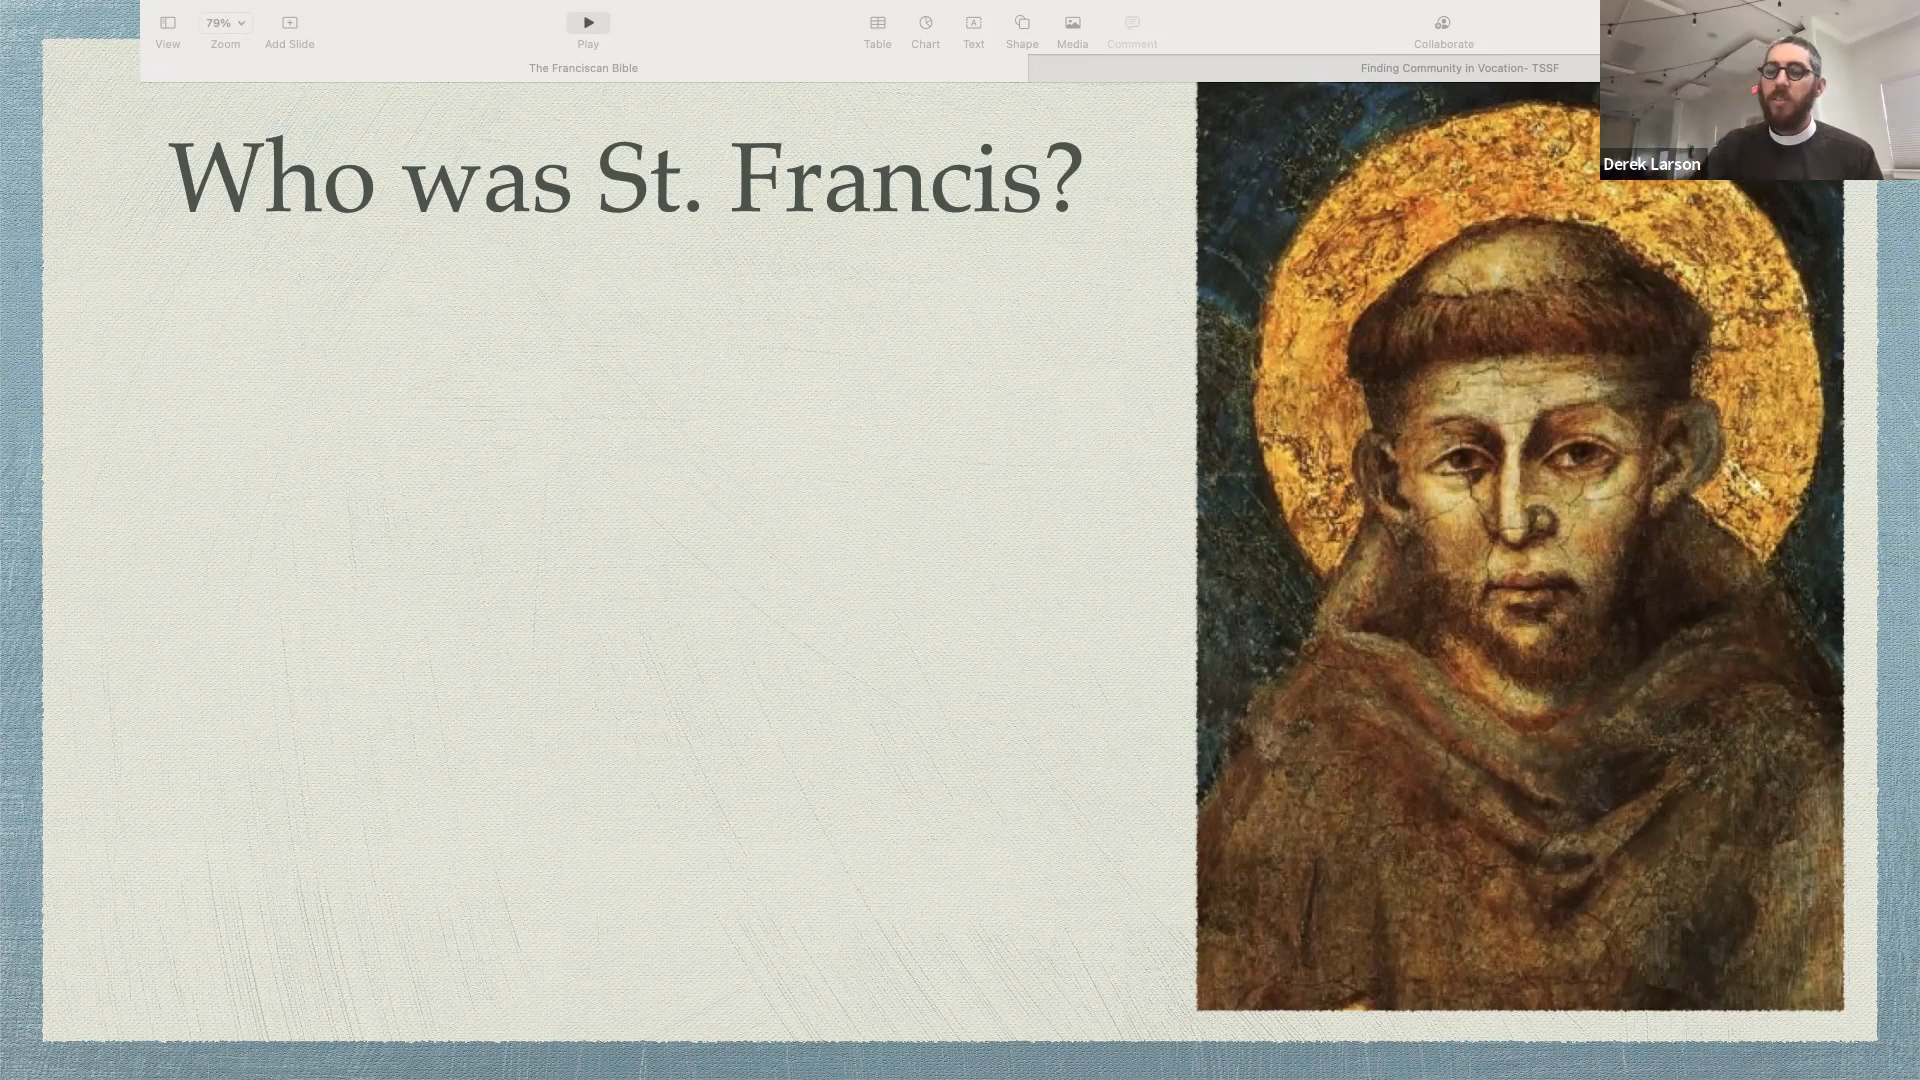 79%
View
Zoom
Add Slide
Play
Table
Chart
Text
Shape
Media
Comment
Collaborate
The Franciscan Bible
Finding Community in Vocation- TSSF
Derek Larson
Who was St. Francis?